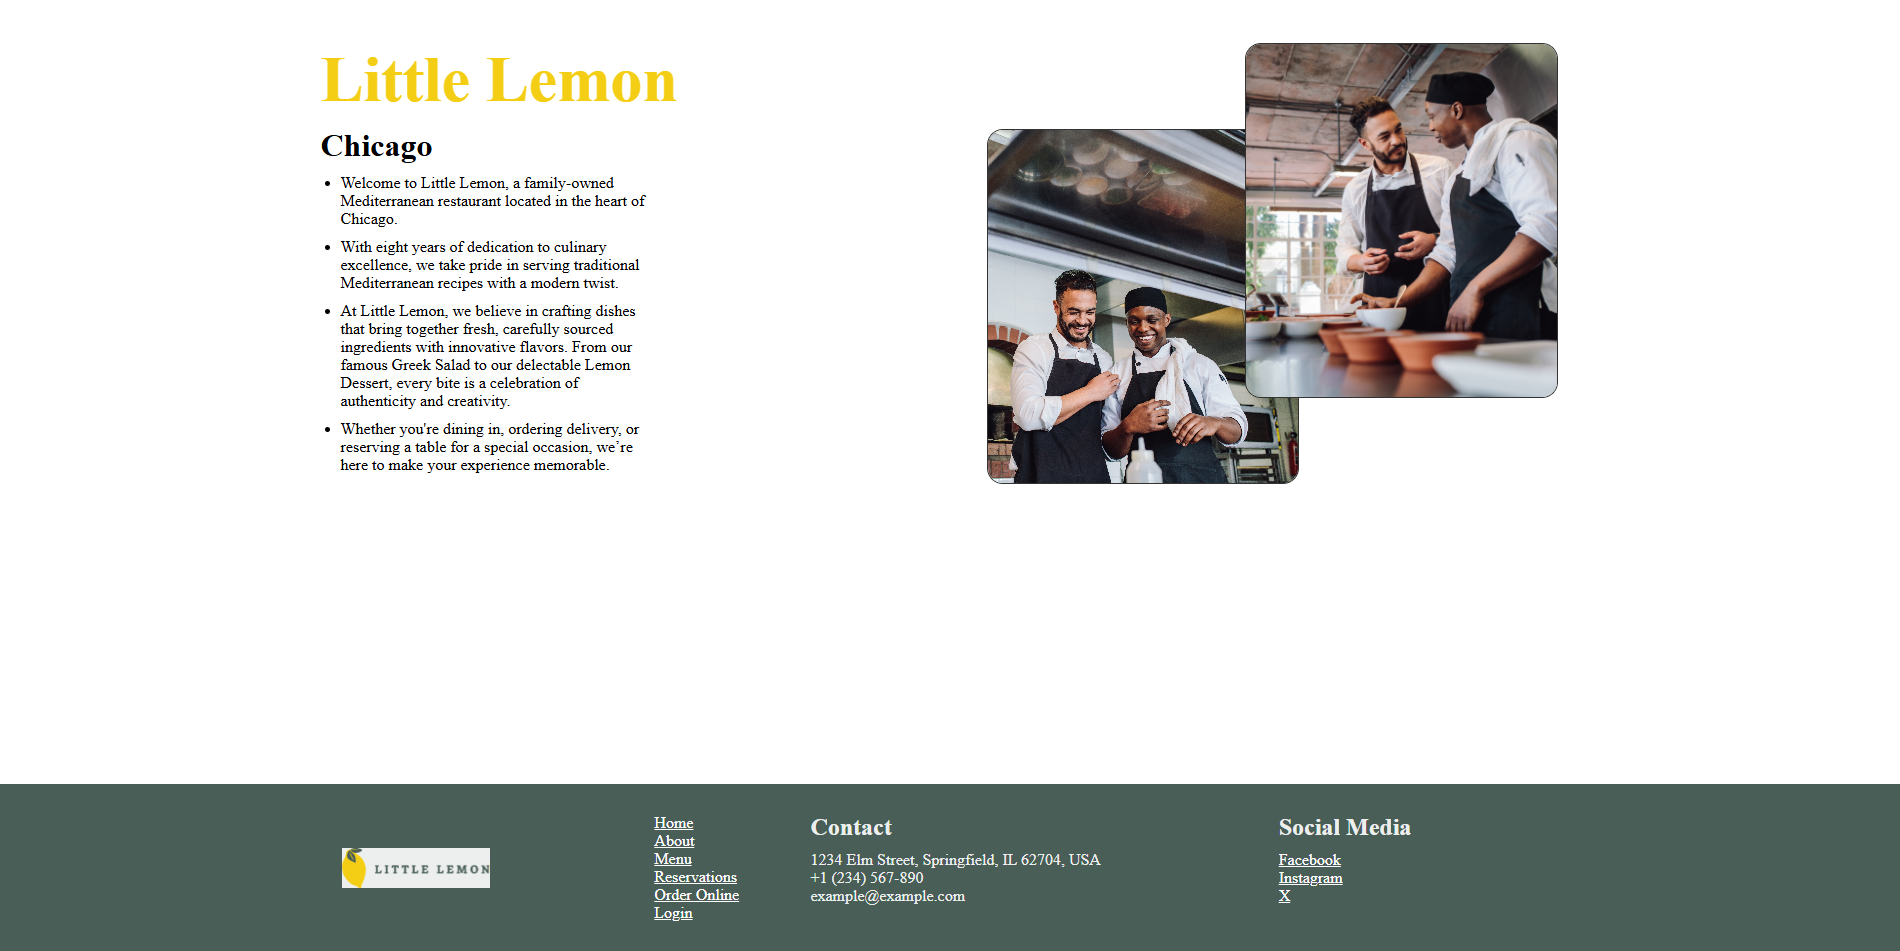 Little Lemon
Chicago
• Welcome to Little Lemon, a family-owned
Mediterranean restaurant located in the heart of
Chicago.
• With eight years of dedication to culinary
excellence, we take pride in serving traditional
Mediterranean recipes with a modern twist.
• At Little Lemon, we believe in crafting dishes
that bring together fresh, carefully sourced
ingredients with innovative flavors. From our
famous Greek Salad to our delectable Lemon
Dessert, every bite is a celebration of
authenticity and creativity.
• Whether you're dining in, ordering delivery, or
reserving a table for a special occasion, we’re
here to make your experience memorable.
LITTLE LEMON
Home
About
Menu
Reservations
Order Online
Login
Contact
1234 Elm Street, Springfield, IL 62704, USA
+1 (234) 567-890
example@example.com
Social Media
Facebook
Instagram
X